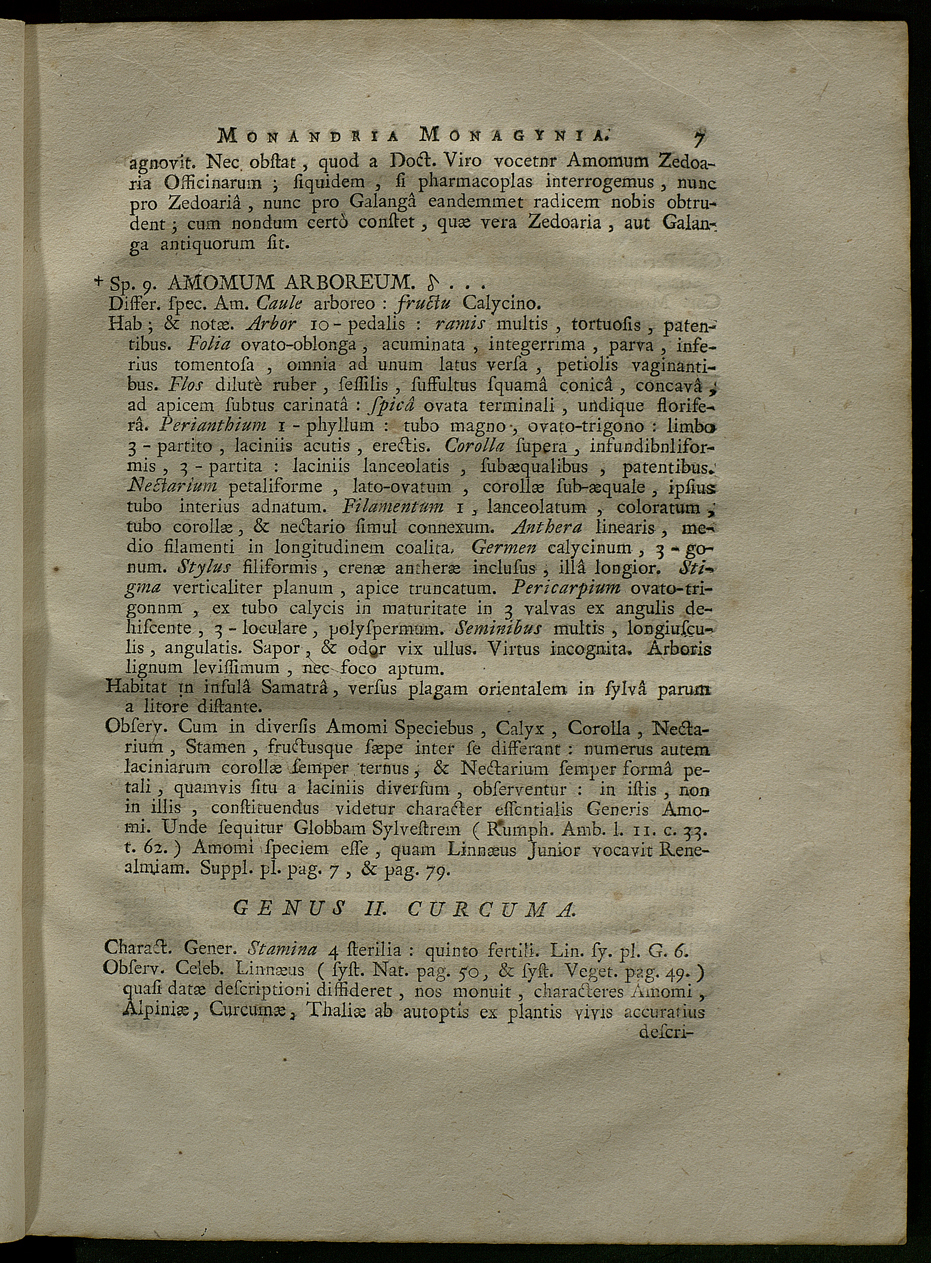 MONANDRIA MONAGYNIA. 7
agnovit. Nec obſtat, quod a Doct. Viro vocetnr Amomum Zedoa-
ria Officinarum ; ſiquidem , ſi pharmacoplas interrogemus , nunc
pro Zedoariâ , nunc pro Galangâ eandemmet radicem nobis obtru-
dent ; cum nondum certò conſtet , quæ vera Zedoaria , aut Galan-
ga antiquorum ſit.
+ Sp. 9. AMOMUM ARBOREUM. ♄ . . .
Differ. ſpec. Am. Caule arboreo : fructu Calycino.
Hab ; & notæ. Arbor 10 - pedalis : ramis multis , tortuoſis , paten-
tibus. Folia ovato-oblonga , acuminata , integerrima , parva , infe-
rius tomentoſa , omnia ad unum latus verſa , petiolis vaginanti-
bus. Flos dilutè ruber , ſeſſilis , ſuffultus ſquamâ conicâ , concavâ ,
ad apicem ſubtus carinatâ : ſpicâ ovata terminali , undique florife-
râ. Perianthium 1 - phyllum : tubo magno , ovato-trigono : limbo
3 - partito , laciniis acutis , erectis. Corolla ſupera , infundibnlifor-
mis , 3 - partita : laciniis lanceolatis , ſubæqualibus , patentibus.
Nectarium petaliforme , lato-ovatum , corollæ ſub-æquale , ipſius
tubo interius adnatum. Filamentum 1 , lanceolatum , coloratum ,
tubo corollæ , & nectario ſimul connexum. Anthera linearis , me-
dio filamenti in longitudinem coalita. Germen calycinum , 3 - go-
num. Stylus filiformis , crenæ antheræ incluſus , illâ longior. Sti-
gma verticaliter planum , apice truncatum. Pericarpium ovato-tri-
gonnm , ex tubo calycis in maturitate in 3 valvas ex angulis de-
hiſcente , 3 - loculare , polyſpermum. Seminibus multis , longiuſcu-
lis , angulatis. Sapor , & odor vix ullus. Virtus incognita. Arboris
lignum leviſſimum , nec foco aptum.
Habitat in inſulâ Samatrâ , verſus plagam orientalem in ſylvâ parum
a litore diſtante.
Obſerv. Cum in diverſis Amomi Speciebus , Calyx , Corolla , Necta-
rium , Stamen , fructusque ſæpe inter ſe differant : numerus autem
laciniarum corollæ ſemper ternus , & Nectarium ſemper formâ pe-
tali , quamvis ſitu a laciniis diverſum , obſerventur : in iſtis , non
in illis , conſtituendus videtur character eſſentialis Generis Amo-
mi. Unde ſequitur Globbam Sylveſtrem ( Rumph. Amb. l. 11. c. 33.
t. 62. ) Amomi ſpeciem eſſe , quam Linnæus Junior vocavit Rene-
almiam. Suppl. pl. pag. 7 , & pag. 79.
GENUS II. CURCUMA.
Charact. Gener. Stamina 4 ſterilia : quinto fertili. Lin. ſy. pl. G. 6.
Obſerv. Celeb. Linnæus ( ſyſt. Nat. pag. 50 , & ſyſt. Veget. pag. 49. )
quaſi datæ deſcriptioni diffideret , nos monuit , characteres Amomi ,
Alpiniæ , Curcumæ , Thaliæ ab autoptis ex plantis vivis accuratius
deſcri-